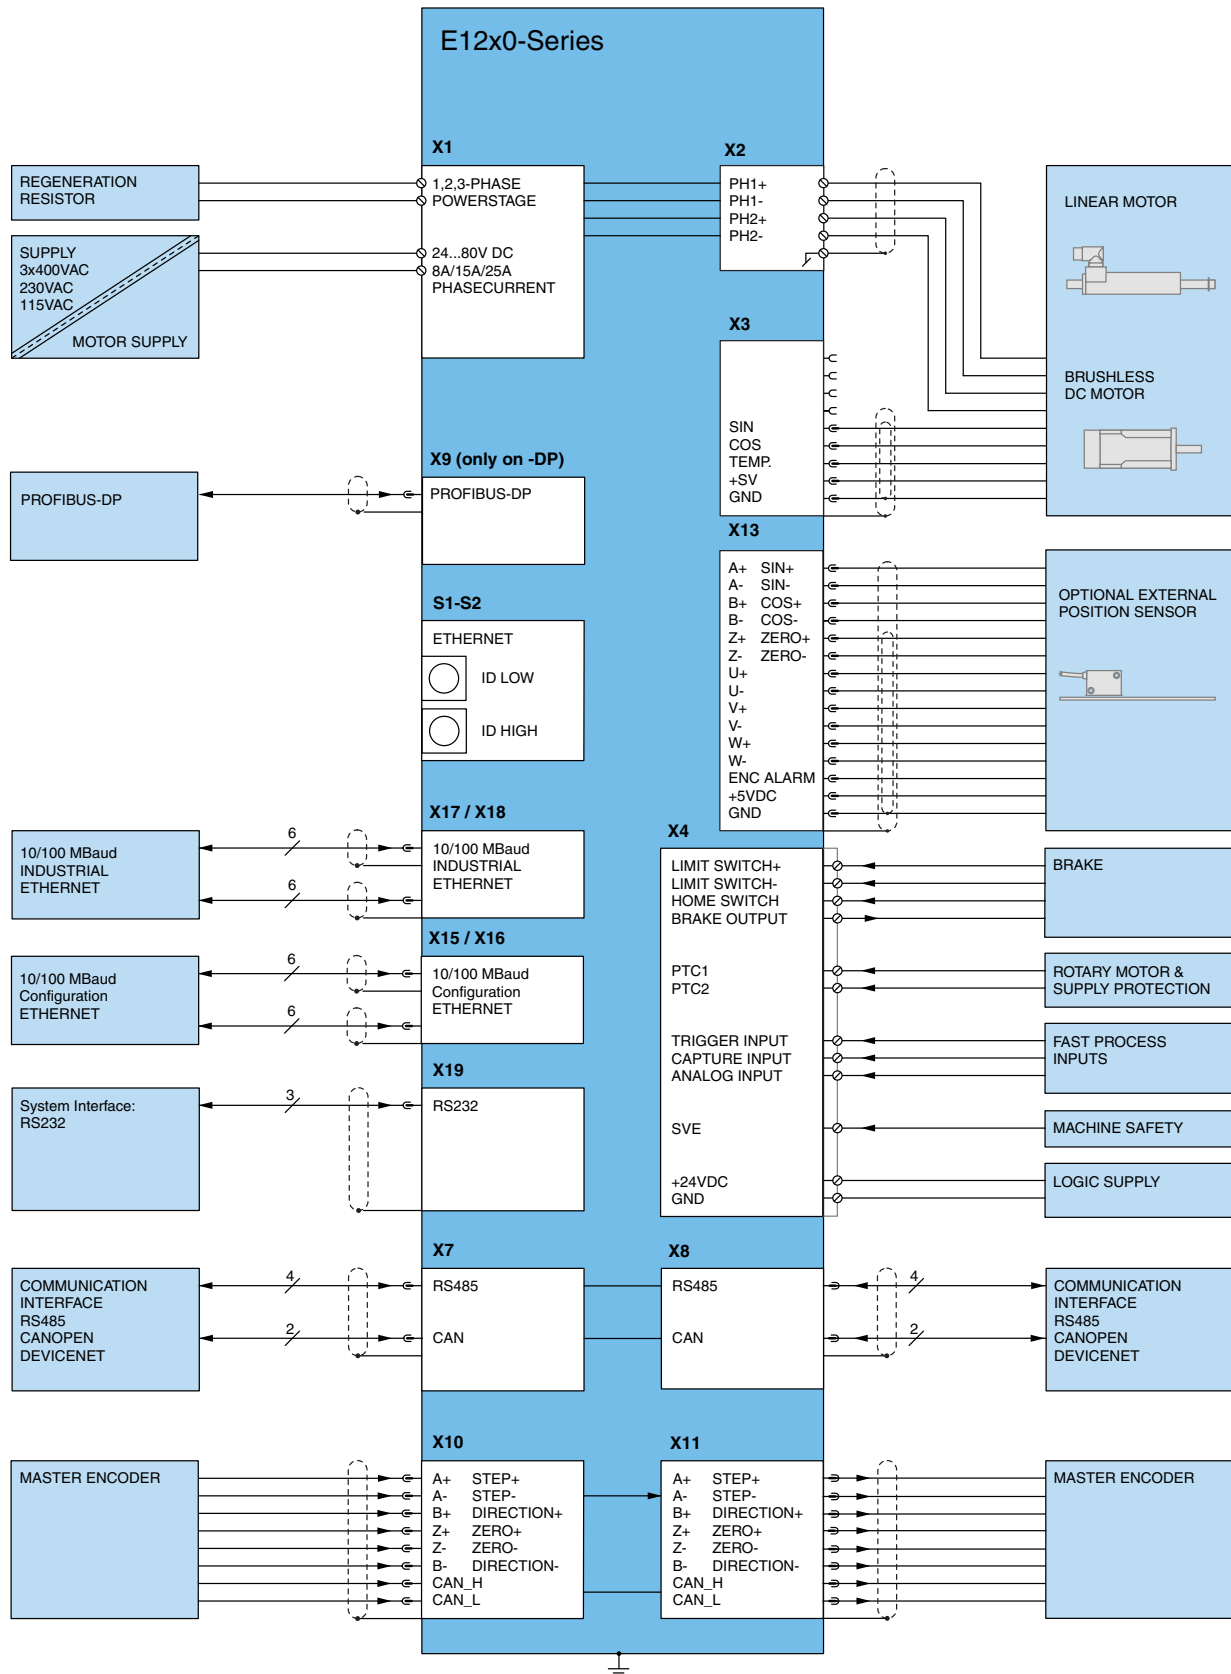 E12x0-Series
X1
REGENERATION
RESISTOR
1,2,3-PHASE
POWERSTAGE
SUPPLY
3x400VAC
230VAC
115VAC
MOTOR SUPPLY
24...80V DC
8A/15A/25A
PHASECURRENT
X2
PH1+
PH1-
PH2+
PH2-
LINEAR MOTOR
BRUSHLESS
DC MOTOR
X3
SIN
COS
TEMP.
+SV
GND
X9 (only on -DP)
PROFIBUS-DP
PROFIBUS-DP
X13
A+ SIN+
A- SIN-
B+ COS+
B- COS-
Z+ ZERO+
Z- ZERO-
U+
U-
V+
V-
W+
W-
ENC ALARM
+5VDC
GND
OPTIONAL EXTERNAL
POSITION SENSOR
S1-S2
ETHERNET
ID LOW
ID HIGH
X17 / X18
10/100 MBaud
INDUSTRIAL
ETHERNET
6
6
10/100 MBaud
INDUSTRIAL
ETHERNET
X15 / X16
10/100 MBaud
Configuration
ETHERNET
6
6
10/100 MBaud
Configuration
ETHERNET
X19
System Interface:
RS232
3
RS232
X4
LIMIT SWITCH+
LIMIT SWITCH-
HOME SWITCH
BRAKE OUTPUT
PTC1
PTC2
TRIGGER INPUT
CAPTURE INPUT
ANALOG INPUT
SVE
+24VDC
GND
BRAKE
ROTARY MOTOR &
SUPPLY PROTECTION
FAST PROCESS
INPUTS
MACHINE SAFETY
LOGIC SUPPLY
X7
COMMUNICATION
INTERFACE
RS485
CANOPEN
DEVICENET
4
2
RS485
CAN
X8
RS485
CAN
4
2
COMMUNICATION
INTERFACE
RS485
CANOPEN
DEVICENET
X10
MASTER ENCODER
A+ STEP+
A- STEP-
B+ DIRECTION+
Z+ ZERO+
Z- ZERO-
B- DIRECTION-
CAN_H
CAN_L
X11
A+ STEP+
A- STEP-
B+ DIRECTION+
Z+ ZERO+
Z- ZERO-
B- DIRECTION-
CAN_H
CAN_L
MASTER ENCODER